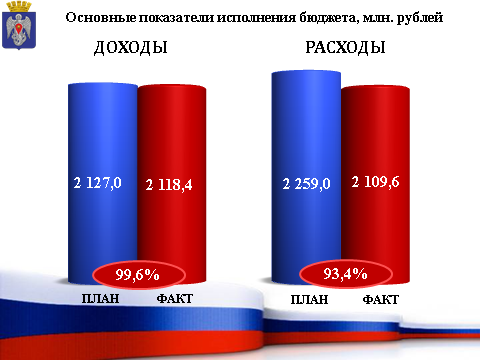 Основные показатели исполнения бюджета, млн. рублей
ДОХОДЫ
РАСХОДЫ
2 127,0
2 118,4
2 259,0
2 109,6
99,6%
93,4%
ПЛАН
ФАКТ
ПЛАН
ФАКТ